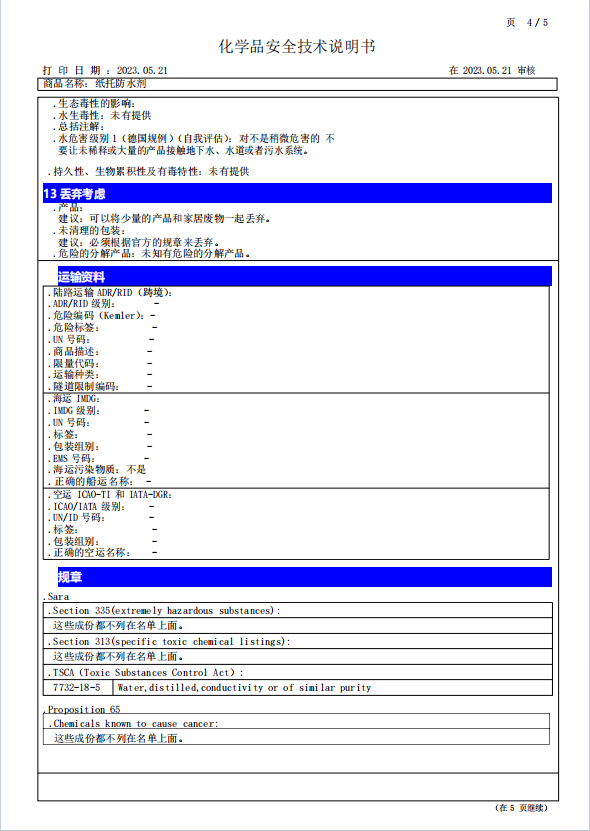 页 4/5
化学品安全技术说明书
打 印 日 期：2023.05.21 在 2023.05.21 审核
商品名称：纸托防水剂
.生态毒性的影响：
.水生毒性：未有提供
.总括注解：
.水危害级别 1（德国规例）（自我评估）：对不是稍微危害的 不
要让未稀释或大量的产品接触地下水、水道或者污水系统。
.持久性、生物累积性及有毒特性：未有提供
13 丢弃考虑
.产品：
建议：可以将少量的产品和家居废物一起丢弃。
.未清理的包装：
建议：必须根据官方的规章来丢弃。
.危险的分解产品：未知有危险的分解产品。
运输资料
.陆路运输 ADR/RID（跨境）：
.ADR/RID 级别： -
.危险编码（Kemler）：-
.危险标签： -
.UN 号码： -
.商品描述： -
.限量代码： -
.运输种类： -
.隧道限制编码： -
.海运 IMDG：
.IMDG 级别： -
.UN 号码： -
.标签： -
.包装组别： -
.EMS 号码： -
.海运污染物质：不是
.正确的船运名称： -
.空运 ICAO-TI 和 IATA-DGR：
.ICAO/IATA 级别： -
.UN/ID 号码： -
.标签： -
.包装组别： -
.正确的空运名称： -
规章
.Sara
.Section 335(extremely hazardous substances):
这些成份都不列在名单上面。
.Section 313(specific toxic chemical listings):
这些成份都不列在名单上面。
.TSCA（Toxic Substances Control Act）:
7732-18-5 Water,distilled,conductivity or of similar purity
.Proposition 65
.Chemicals known to cause cancer:
这些成份都不列在名单上面。
（在 5 页继续）